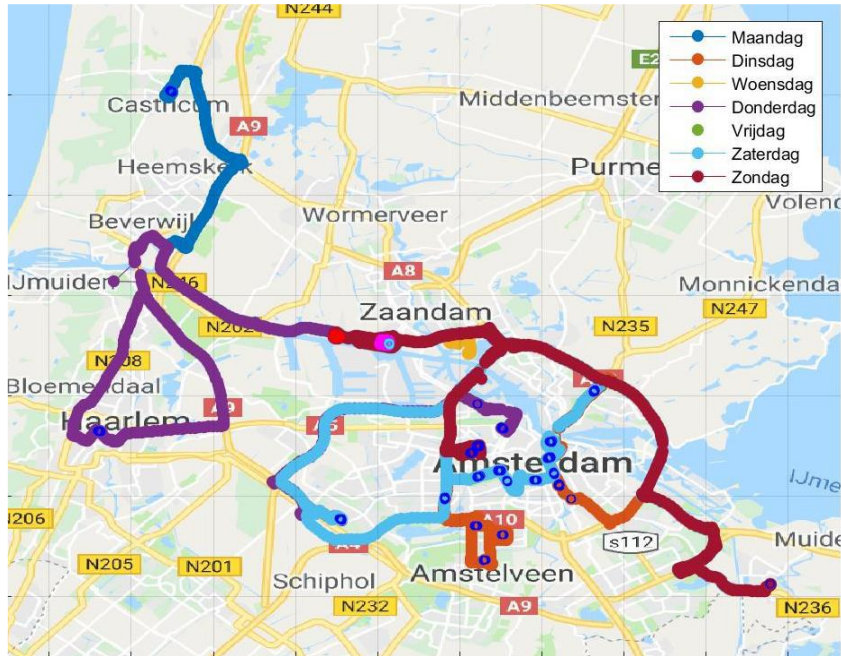 N244
Maandag
Dinsdag
Woensdag
Donderdag
Vrijdag
Zaterdag
Zondag
E2
Castricum
Middenbeemster
A9
Heemskerk
Purme
Wormerveer
Volend
Beverwijk
A8
IJmuiden
N246
Monnickenda
Zaandam
N247
N202
N235
N208
Bloemendaal
A9
Haarlem
A5
Amsterdam
IJme
N206
A10
s112
Muide
A4
N205
N201
Schiphol
Amstelveen
N232
A9
N236